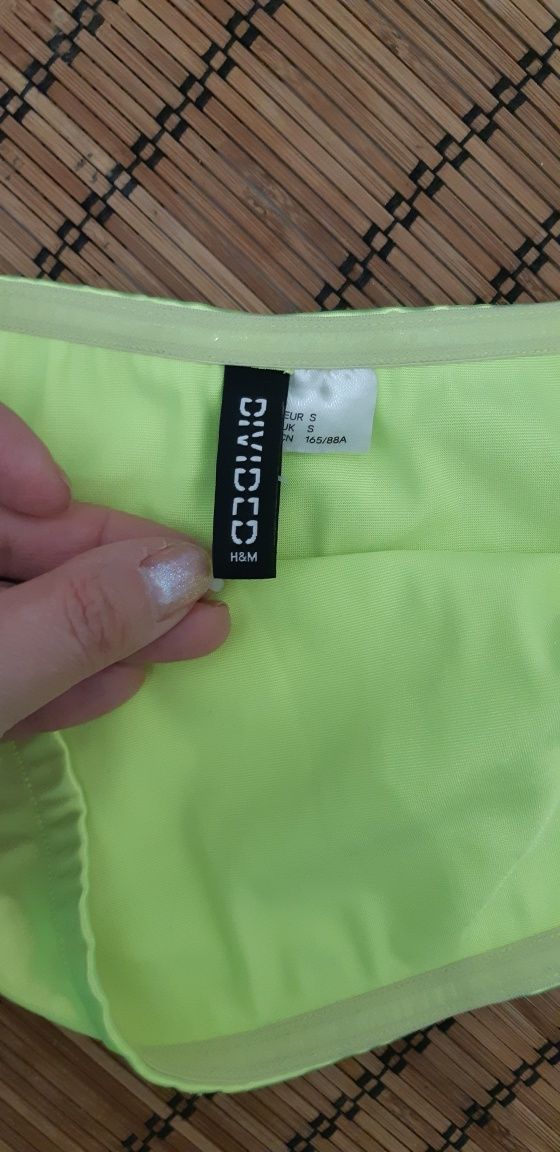 DIVIDED
H&M
EUR S
UK S
CN 165/88A